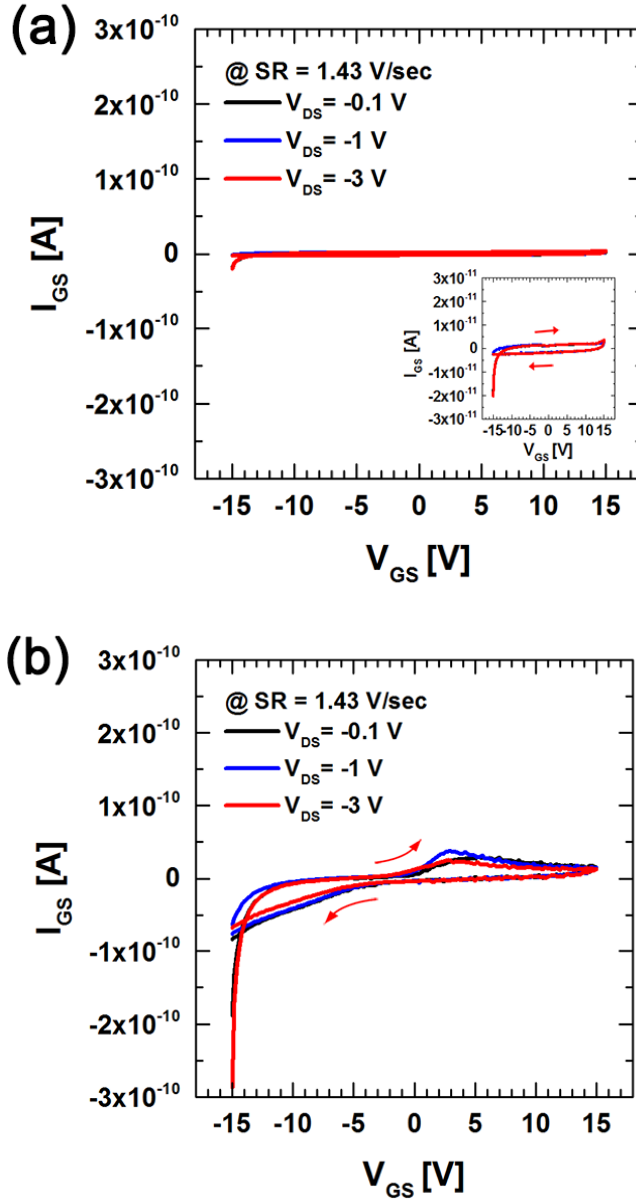 (a)
3x10⁻¹⁰
@ SR = 1.43 V/sec
V_DS= -0.1 V
2x10⁻¹⁰
V_DS= -1 V
1x10⁻¹⁰
V_DS= -3 V
0
I_GS [A]
-1x10⁻¹⁰
-2x10⁻¹⁰
-3x10⁻¹⁰
3x10⁻¹¹
2x10⁻¹¹
1x10⁻¹¹
0
-1x10⁻¹¹
-2x10⁻¹¹
-3x10⁻¹¹
I_GS [A]
-15 -10 -5 0 5 10 15
V_GS [V]
-15 -10 -5 0 5 10 15
V_GS [V]
(b)
3x10⁻¹⁰
@ SR = 1.43 V/sec
V_DS= -0.1 V
2x10⁻¹⁰
V_DS= -1 V
1x10⁻¹⁰
V_DS= -3 V
0
I_GS [A]
-1x10⁻¹⁰
-2x10⁻¹⁰
-3x10⁻¹⁰
-15 -10 -5 0 5 10 15
V_GS [V]